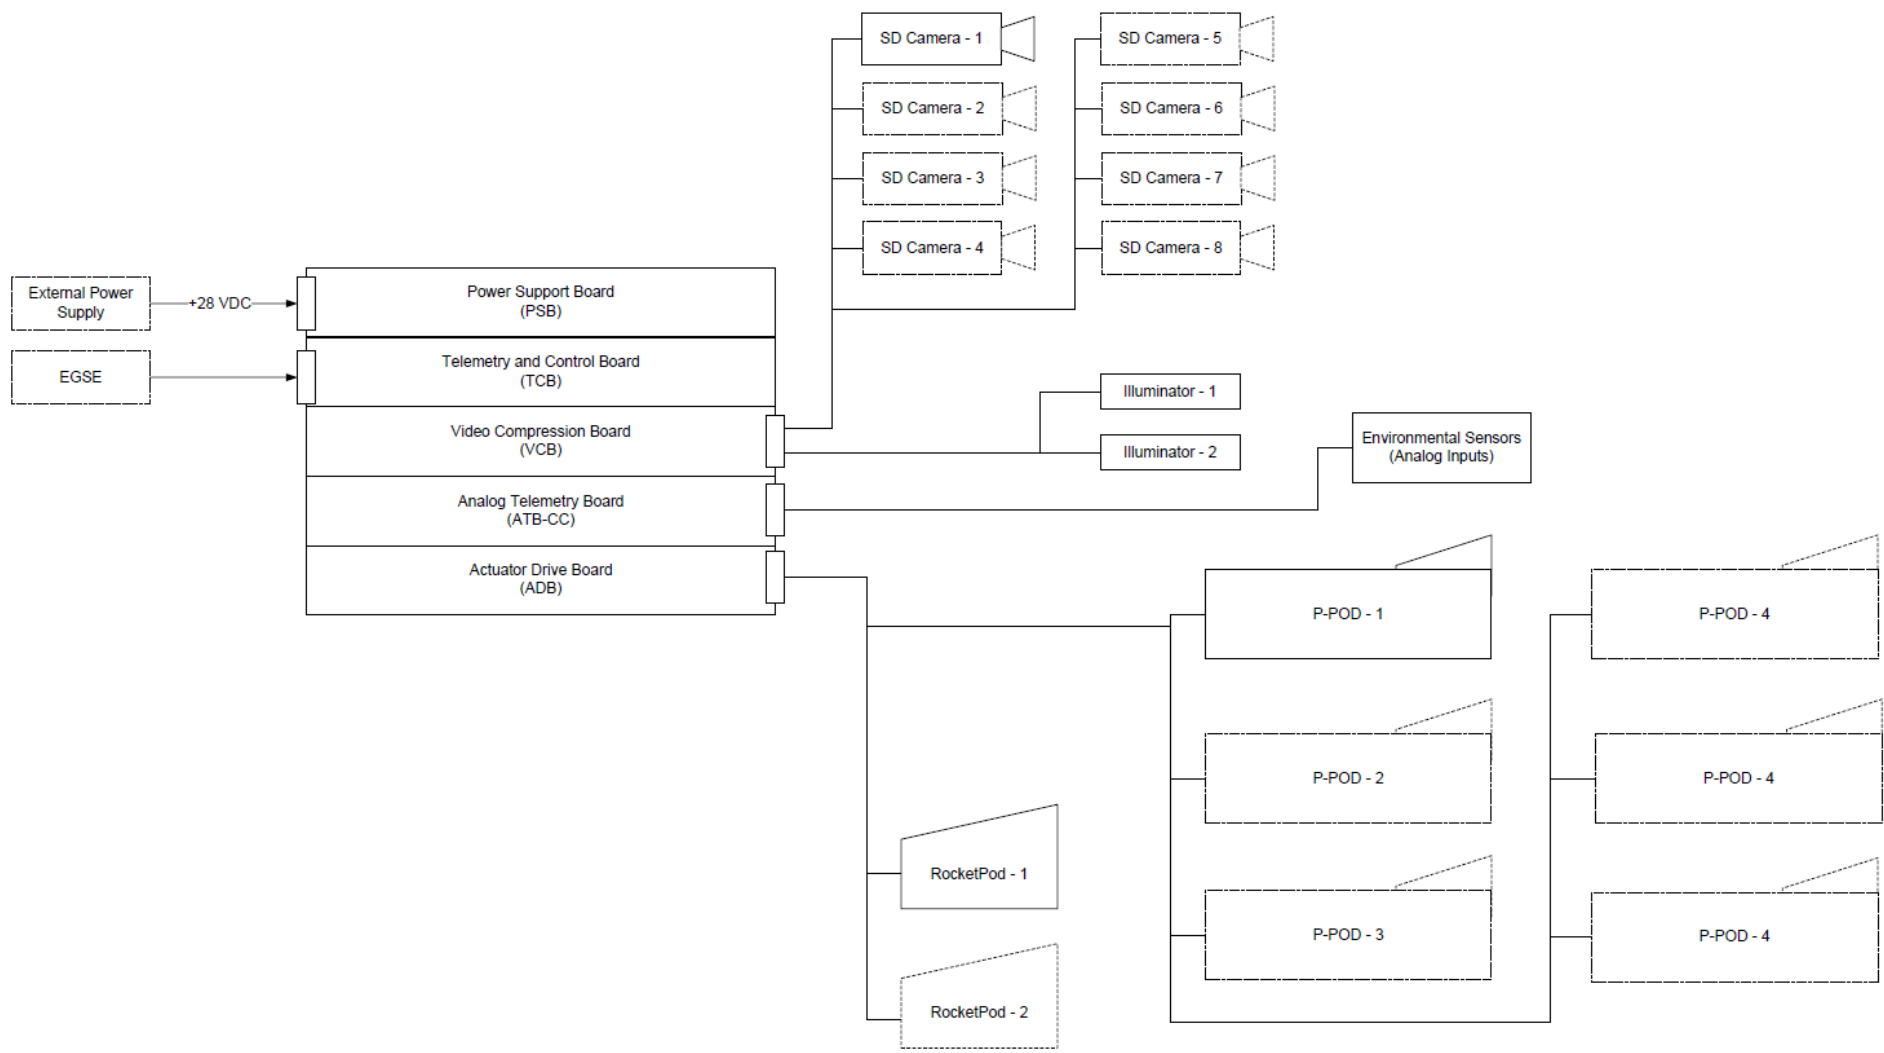 SD Camera - 1
SD Camera - 5
SD Camera - 2
SD Camera - 6
SD Camera - 3
SD Camera - 7
SD Camera - 4
SD Camera - 8
External Power
Supply
+28 VDC
Power Support Board
(PSB)
EGSE
Telemetry and Control Board
(TCB)
Video Compression Board
(VCB)
Illuminator - 1
Illuminator - 2
Environmental Sensors
(Analog Inputs)
Analog Telemetry Board
(ATB-CC)
Actuator Drive Board
(ADB)
P-POD - 1
P-POD - 4
P-POD - 2
P-POD - 4
RocketPod - 1
P-POD - 3
P-POD - 4
RocketPod - 2